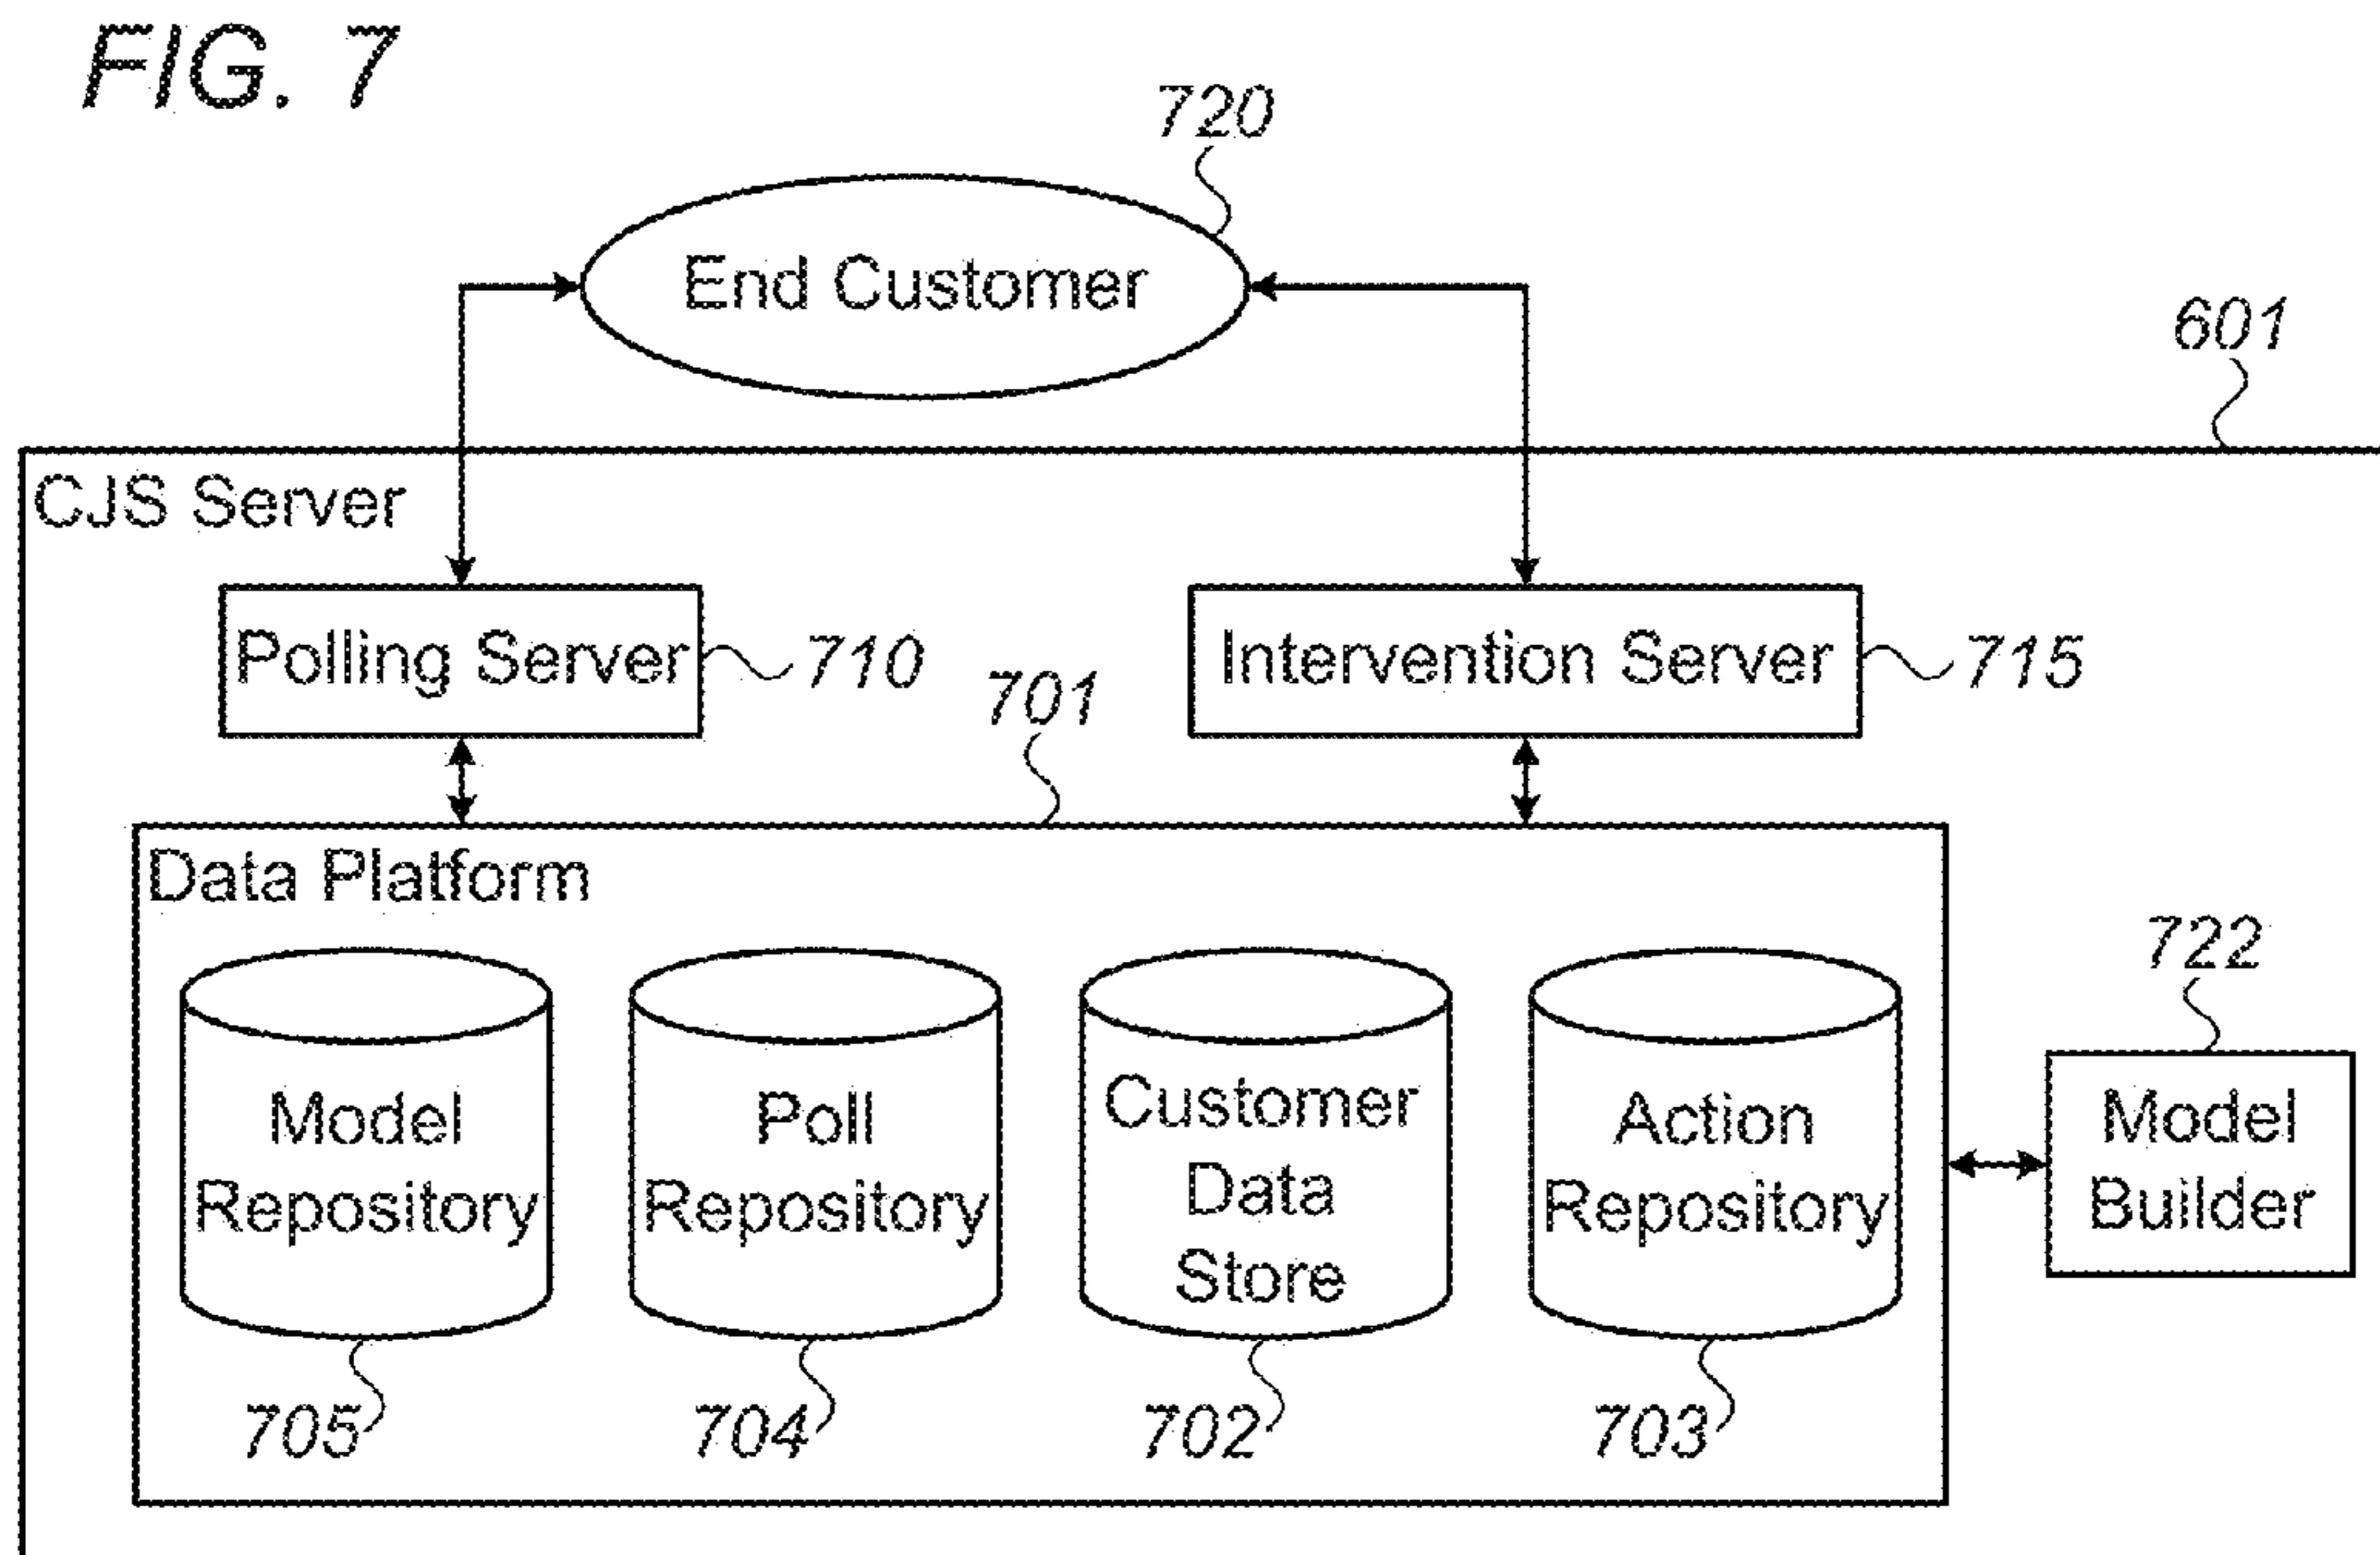 FIG. 7
720
End Customer
601
CJS Server
Polling Server
710
701
Intervention Server
715
Data Platform
722
Model
Repository
Poll
Repository
Customer
Data
Store
Action
Repository
Model
Builder
705
704
702
703